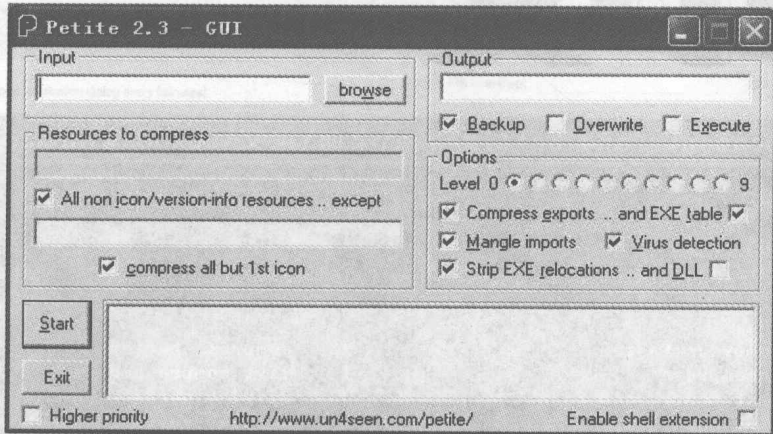 Petite 2.3 - GUI
Input
browse
Output
Backup Overwrite Execute
Resources to compress
All non icon/version-info resources .. except
compress all but 1st icon
Options
Level 0 9
Compress exports .. and EXE table
Mangle imports Virus detection
Strip EXE relocations .. and DLL
Start
Exit
Higher priority http://www.un4seen.com/petite/ Enable shell extension